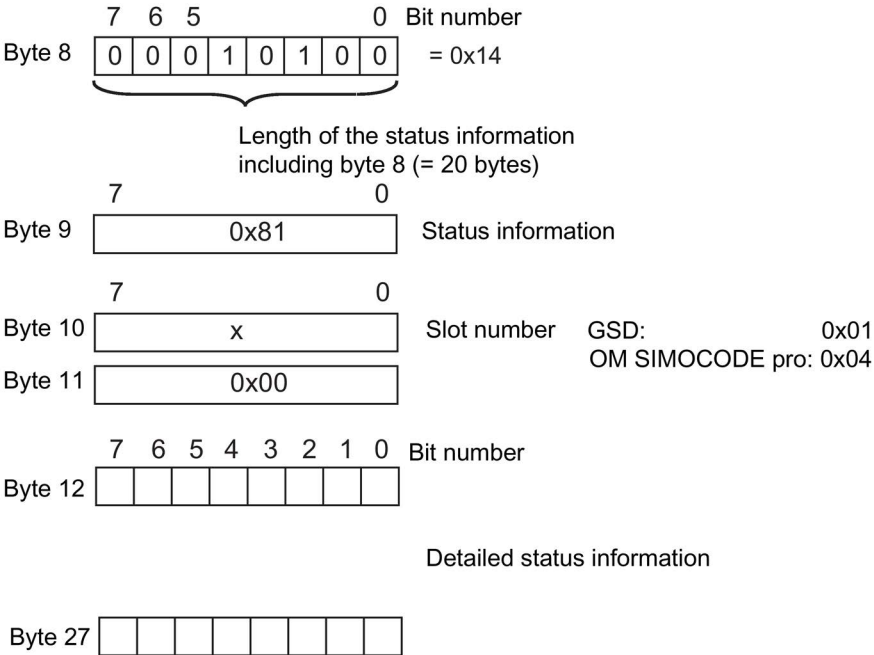 7 6 5 0 Bit number
Byte 8 0 0 0 1 0 1 0 0 = 0x14
Length of the status information
including byte 8 (= 20 bytes)
7 0
Byte 9 0x81 Status information
7 0
Byte 10 x Slot number GSD: 0x01
OM SIMOCODE pro: 0x04
Byte 11 0x00
7 6 5 4 3 2 1 0 Bit number
Byte 12
Detailed status information
Byte 27